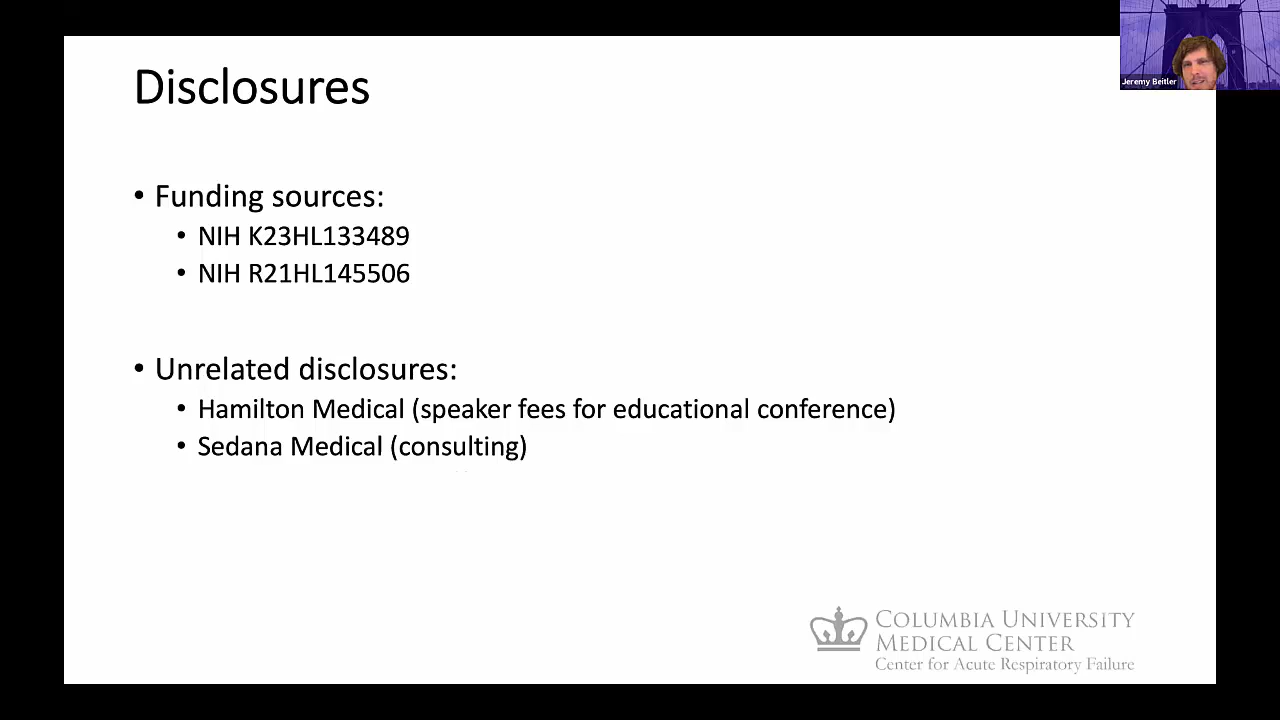 Disclosures
Jeremy Beitler
• Funding sources:
• NIH K23HL133489
• NIH R21HL145506
• Unrelated disclosures:
• Hamilton Medical (speaker fees for educational conference)
• Sedana Medical (consulting)
COLUMBIA UNIVERSITY
MEDICAL CENTER
Center for Acute Respiratory Failure